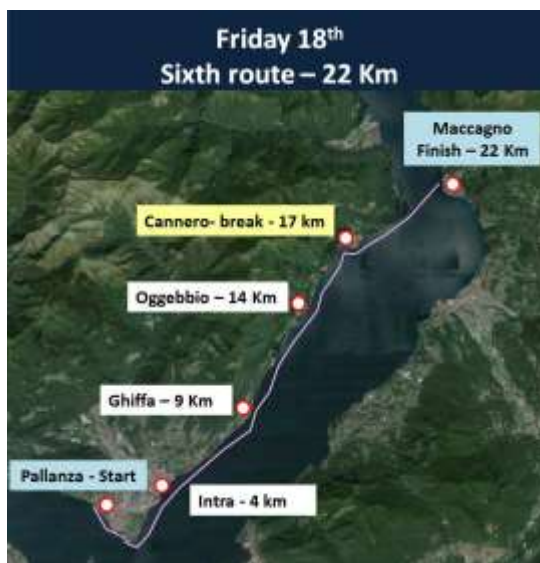 Friday 18th
Sixth route – 22 Km
Maccagno
Finish – 22 Km
Cannero- break - 17 km
Oggebbio – 14 Km
Ghiffa – 9 Km
Pallanza - Start
Intra - 4 km